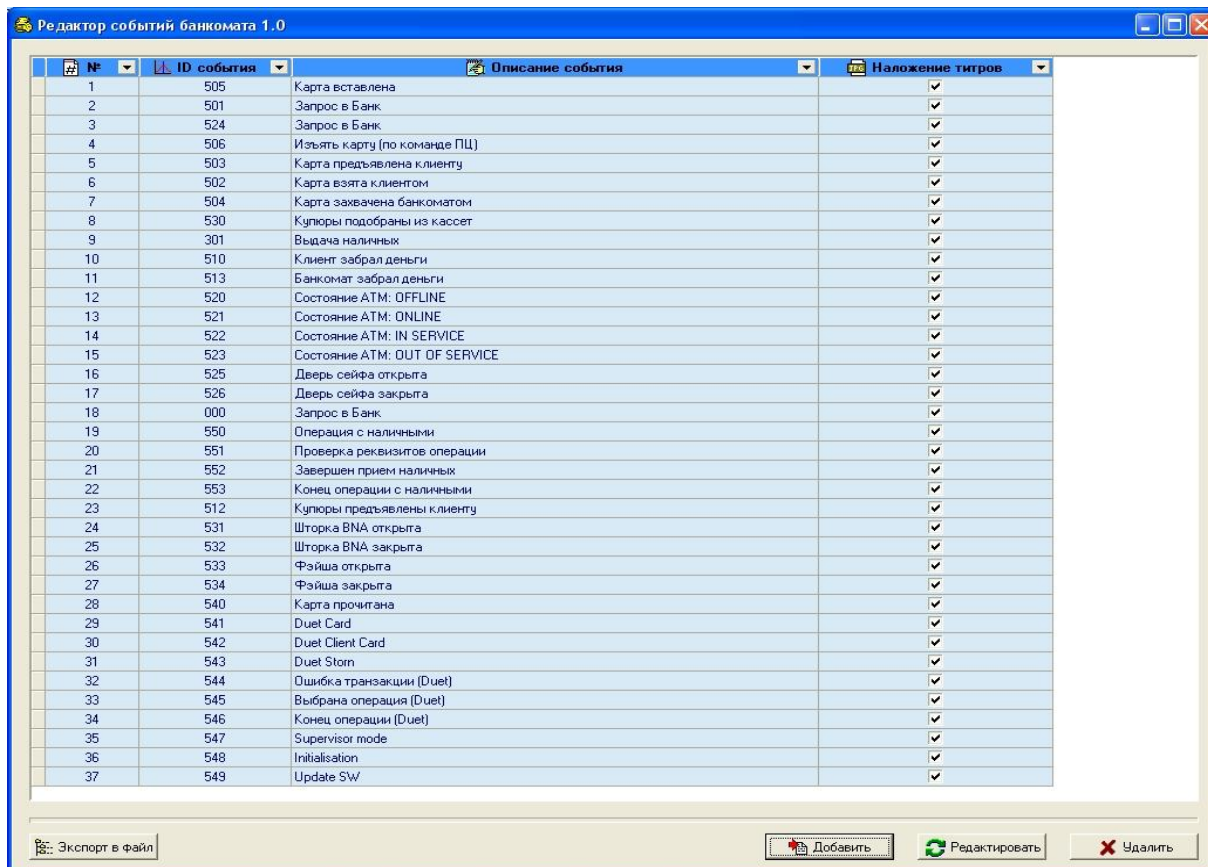 Редактор событий банкомата 1.0
№ ID события Описание события Наложение титров
1 505 Карта вставлена
2 501 Запрос в Банк
3 524 Запрос в Банк
4 506 Изъять карту (по команде ПЦ)
5 503 Карта предъявлена клиенту
6 502 Карта взята клиентом
7 504 Карта захвачена банкоматом
8 530 Купюры подобраны из кассет
9 301 Выдача наличных
10 510 Клиент забрал деньги
11 513 Банкомат забрал деньги
12 520 Состояние ATM: OFFLINE
13 521 Состояние ATM: ONLINE
14 522 Состояние ATM: IN SERVICE
15 523 Состояние ATM: OUT OF SERVICE
16 525 Дверь сейфа открыта
17 526 Дверь сейфа закрыта
18 000 Запрос в Банк
19 550 Операция с наличными
20 551 Проверка реквизитов операции
21 552 Завершен прием наличных
22 553 Конец операции с наличными
23 512 Купюры предъявлены клиенту
24 531 Шторка BNA открыта
25 532 Шторка BNA закрыта
26 533 Фэйша открыта
27 534 Фэйша закрыта
28 540 Карта прочитана
29 541 Duet Card
30 542 Duet Client Card
31 543 Duet Storn
32 544 Ошибка транзакции (Duet)
33 545 Выбрана операция (Duet)
34 546 Конец операции (Duet)
35 547 Supervisor mode
36 548 Initialisation
37 549 Update SW
Экспорт в файл Добавить Редактировать Удалить